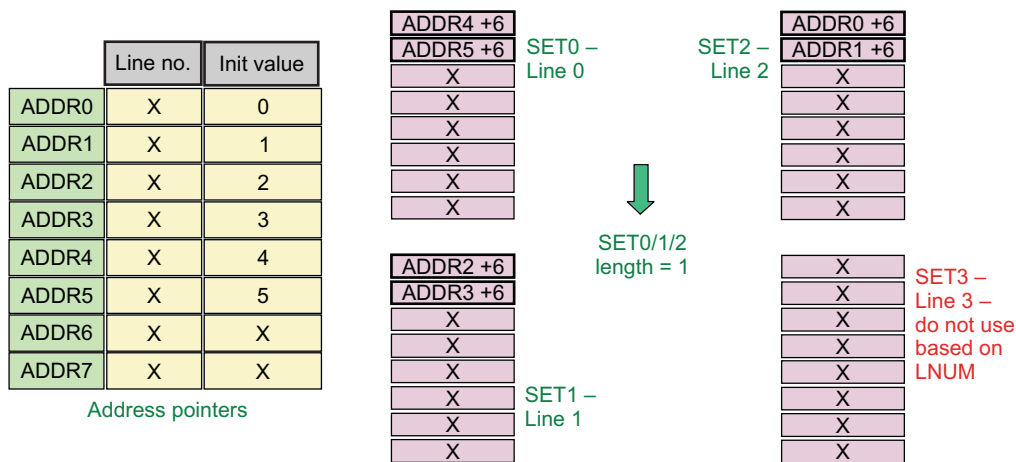 Line no. Init value
ADDR0 X 0
ADDR1 X 1
ADDR2 X 2
ADDR3 X 3
ADDR4 X 4
ADDR5 X 5
ADDR6 X X
ADDR7 X X
Address pointers
ADDR4 +6
ADDR5 +6
X
X
X
X
X
X
SET0 –
Line 0
ADDR2 +6
ADDR3 +6
X
X
X
X
X
X
SET1 –
Line 1
SET0/1/2
length = 1
ADDR0 +6
ADDR1 +6
X
X
X
X
X
X
SET2 –
Line 2
X
X
X
X
X
X
X
X
SET3 –
Line 3 –
do not use
based on
LNUM